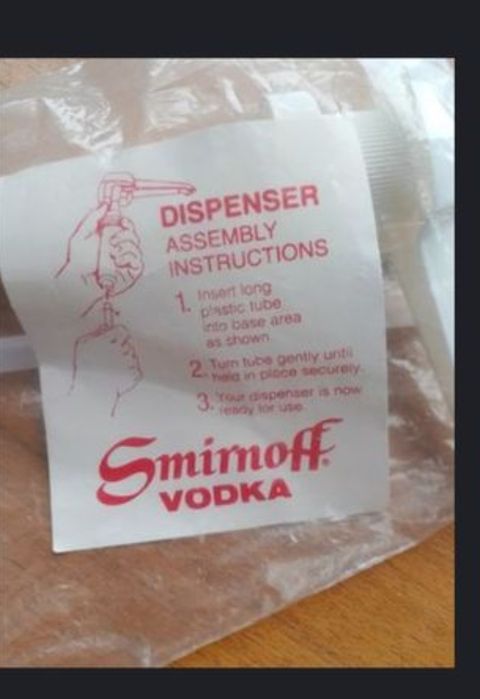 DISPENSER
ASSEMBLY
INSTRUCTIONS
1. Insert long
plastic tube
into base area
as shown.
2. Turn tube gently until
held in place securely.
3. Your dispenser is now
ready for use.
Smirnoff®
VODKA